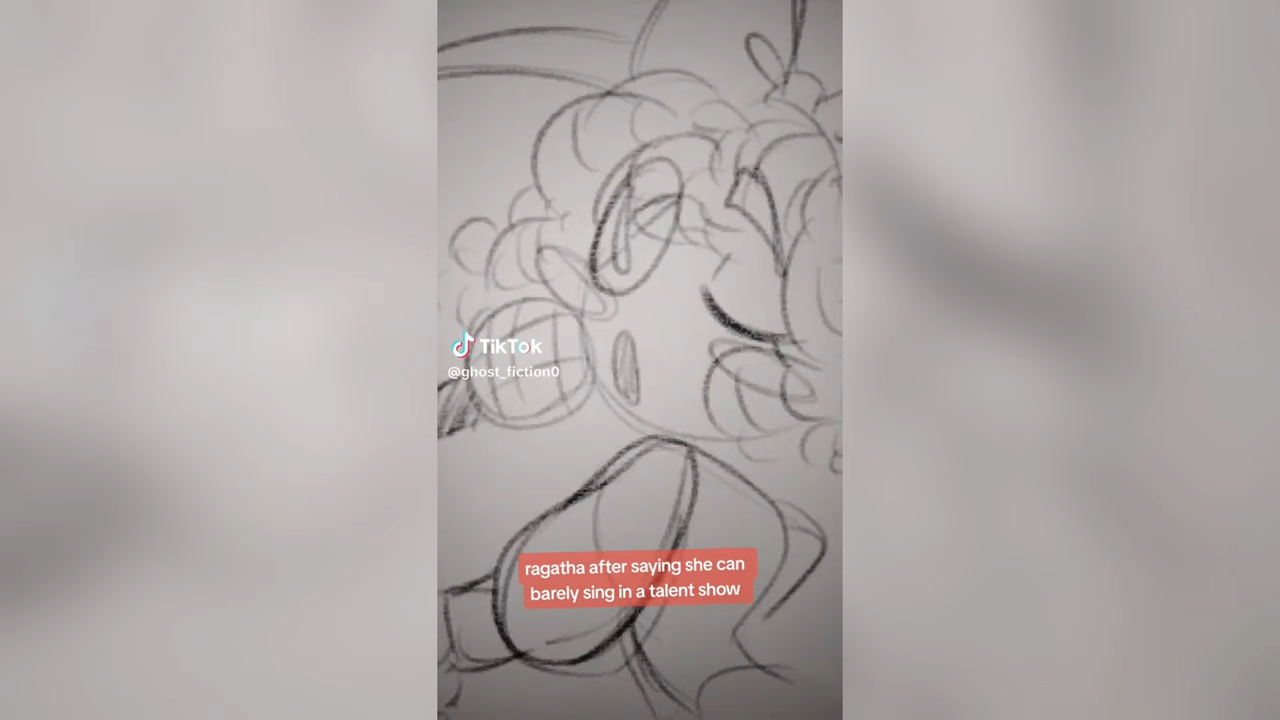 TikTok
@ghost_fiction0
ragatha after saying she can
barely sing in a talent show